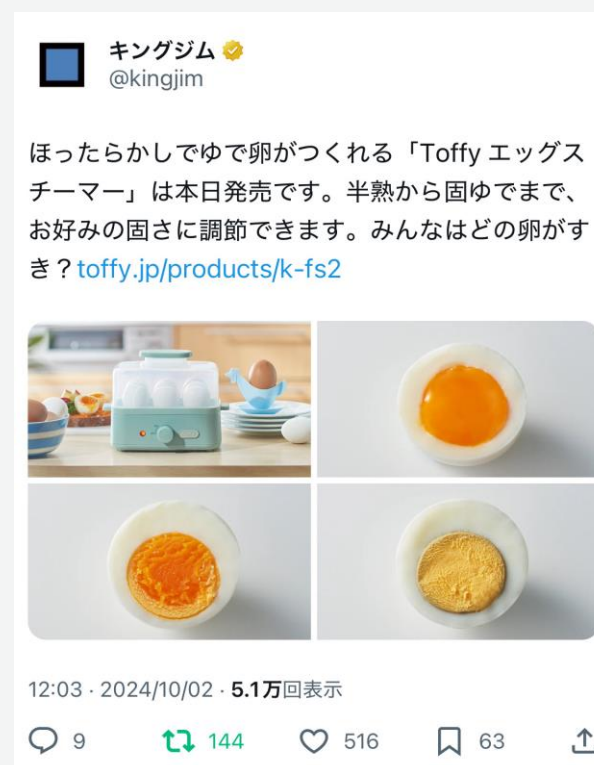 キングジム
@kingjim
ほったらかしでゆで卵がつくれる「Toffy エッグス
チーマー」は本日発売です。半熟から固ゆでまで、
お好みの固さに調節できます。みんなはどの卵がす
き？toffy.jp/products/k-fs2
12:03 · 2024/10/02 · 5.1万回表示
9 144 516 63